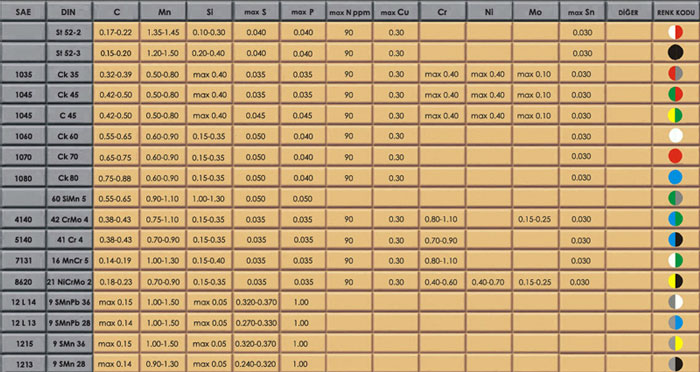 SAE DIN C Mn Si max S max P max N ppm max Cu Cr Ni Mo max Sn DİĞER RENK KODU
St 52-2 0.17-0.22 1.35-1.45 0.10-0.30 0.040 0.040 90 0.30 0.030
St 52-3 0.15-0.20 1.20-1.50 0.20-0.40 0.040 0.040 90 0.30 0.030
1035 Ck 35 0.32-0.39 0.50-0.80 max 0.40 0.035 0.035 90 0.30 max 0.40 max 0.40 max 0.10 0.030
1045 Ck 45 0.42-0.50 0.50-0.80 max 0.40 0.035 0.035 90 0.30 max 0.40 max 0.40 max 0.10 0.030
1045 C 45 0.42-0.50 0.50-0.80 max 0.40 0.045 0.045 90 0.30 max 0.40 max 0.40 max 0.10 0.030
1060 Ck 60 0.55-0.65 0.60-0.90 0.15-0.35 0.050 0.040 90 0.30 0.030
1070 Ck 70 0.65-0.75 0.60-0.90 0.15-0.35 0.050 0.040 90 0.30 0.030
1080 Ck 80 0.75-0.88 0.60-0.90 0.15-0.35 0.050 0.040 90 0.30 0.030
60 SiMn 5 0.55-0.65 0.90-1.10 1.00-1.30 0.050 0.050
4140 42 CrMo 4 0.38-0.43 0.75-1.10 0.15-0.35 0.035 0.035 90 0.30 0.80-1.10 0.15-0.25 0.030
5140 41 Cr 4 0.38-0.43 0.70-0.90 0.15-0.35 0.035 0.035 90 0.30 0.70-0.90
7131 16 MnCr 5 0.14-0.19 1.00-1.30 0.15-0.40 0.035 0.035 90 0.30 0.80-1.10
8620 21 NiCrMo 2 0.18-0.23 0.70-0.90 0.15-0.35 0.035 0.035 90 0.30 0.40-0.60 0.40-0.70 0.15-0.25 0.030
12 L 14 9 SMnPb 36 max 0.15 1.00-1.50 max 0.05 0.320-0.370 1.00
12 L 13 9 SMnPb 28 max 0.14 1.00-1.50 max 0.05 0.270-0.330 1.00
1215 9 SMn 36 max 0.15 1.00-1.50 max 0.05 0.320-0.370 1.00
1213 9 SMn 28 max 0.14 0.90-1.30 max 0.05 0.240-0.320 1.00